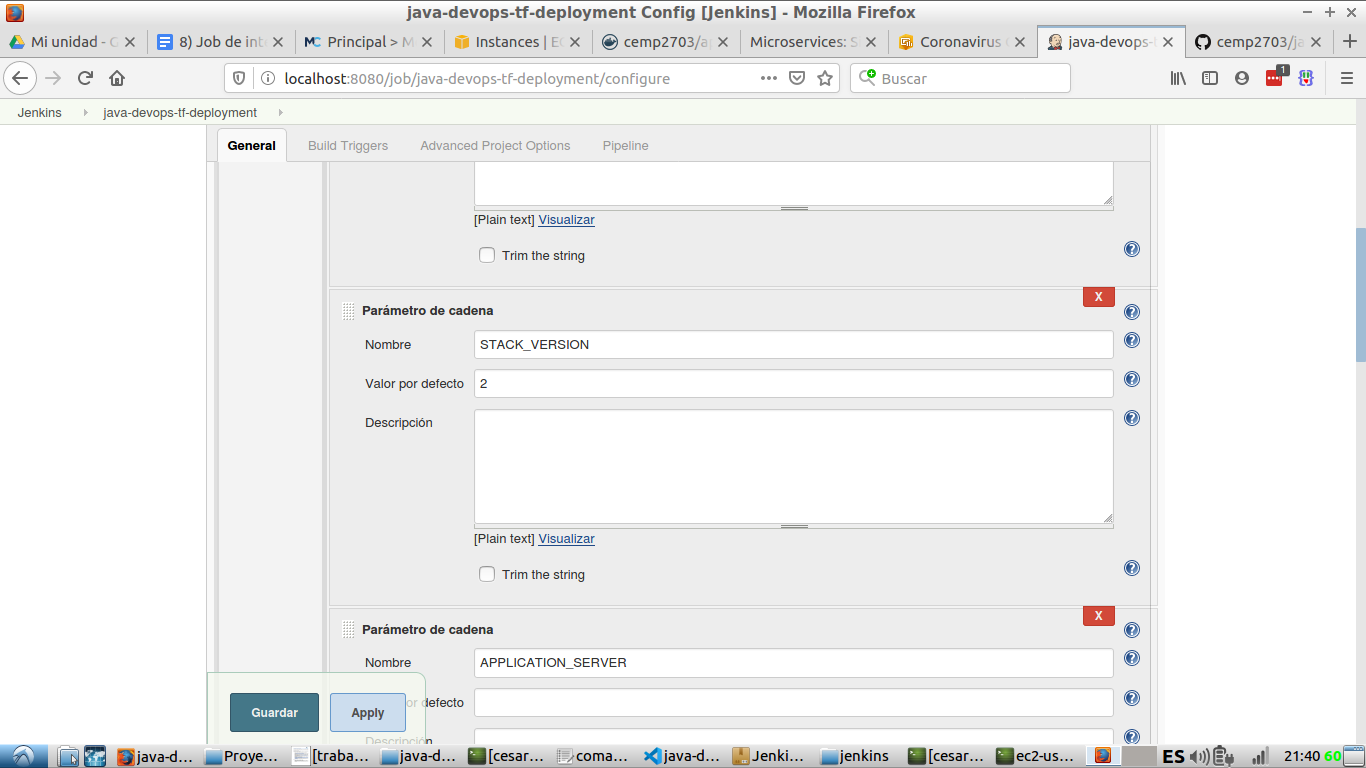 java-devops-tf-deployment Config [Jenkins] - Mozilla Firefox
Mi unidad - G
8) Job de int
Principal > M
Instances | EC
cemp2703/ap
Microservices: S
Coronavirus
java-devops-t
cemp2703/ja
localhost:8080/job/java-devops-tf-deployment/configure
Buscar
1
Jenkins
java-devops-tf-deployment
General
Build Triggers
Advanced Project Options
Pipeline
[Plain text] Visualizar
Trim the string
X
Parámetro de cadena
Nombre
STACK_VERSION
Valor por defecto
2
Descripción
[Plain text] Visualizar
Trim the string
X
Parámetro de cadena
Nombre
APPLICATION_SERVER
or defecto
Descripción
Guardar
Apply
java-d...
Proye...
[traba...
java-d...
[cesar...
coma...
java-d...
Jenki...
jenkins
[cesar...
ec2-us...
ES
21:40
60